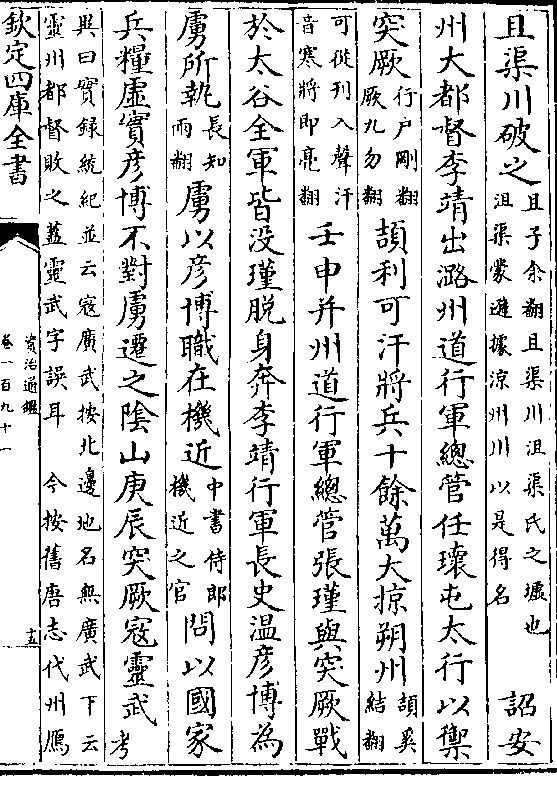 且渠川破之且子余翻且渠川沮渠氏之墟也沮渠蒙遜據涼州川以是得名詔安
州大都督李靖出潞州道行軍總管任瓌屯太行以禦
突厥行户剛翻厥九勿翻頡利可汗將兵十餘萬大掠朔州頡奚結翻
可從刋入聲汗音寒將即亮翻壬申并州道行軍總管張瑾與突厥戰
於太谷全軍皆没瑾脱身奔李靖行軍長史温彦博為
虜所執長知兩翻虜以彦博職在機近中書侍郎機近之官問以國家
兵糧虚實彦博不對虜遷之隂山庚辰突厥寇靈武考
異曰實録統紀並云寇廣武按北邊地名無廣武下云靈州都督敗之葢靈武字誤耳 今按舊唐志代州鴈
欽定四庫全書
資治通鑑
卷一百九十一
十五